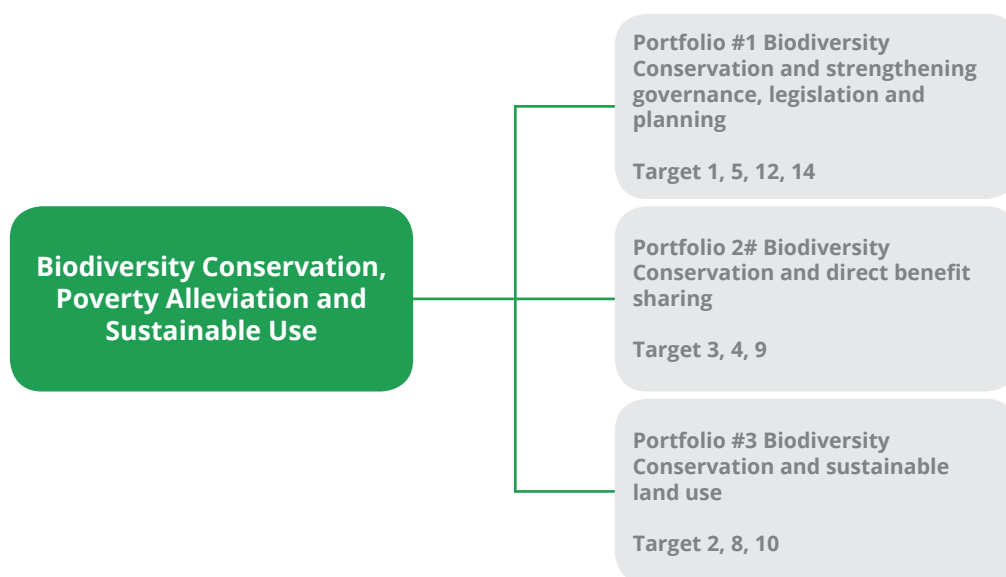 Portfolio #1 Biodiversity
Conservation and strengthening
governance, legislation and
planning
Target 1, 5, 12, 14
Biodiversity Conservation,
Poverty Alleviation and
Sustainable Use
Portfolio 2# Biodiversity
Conservation and direct benefit
sharing
Target 3, 4, 9
Portfolio #3 Biodiversity
Conservation and sustainable
land use
Target 2, 8, 10